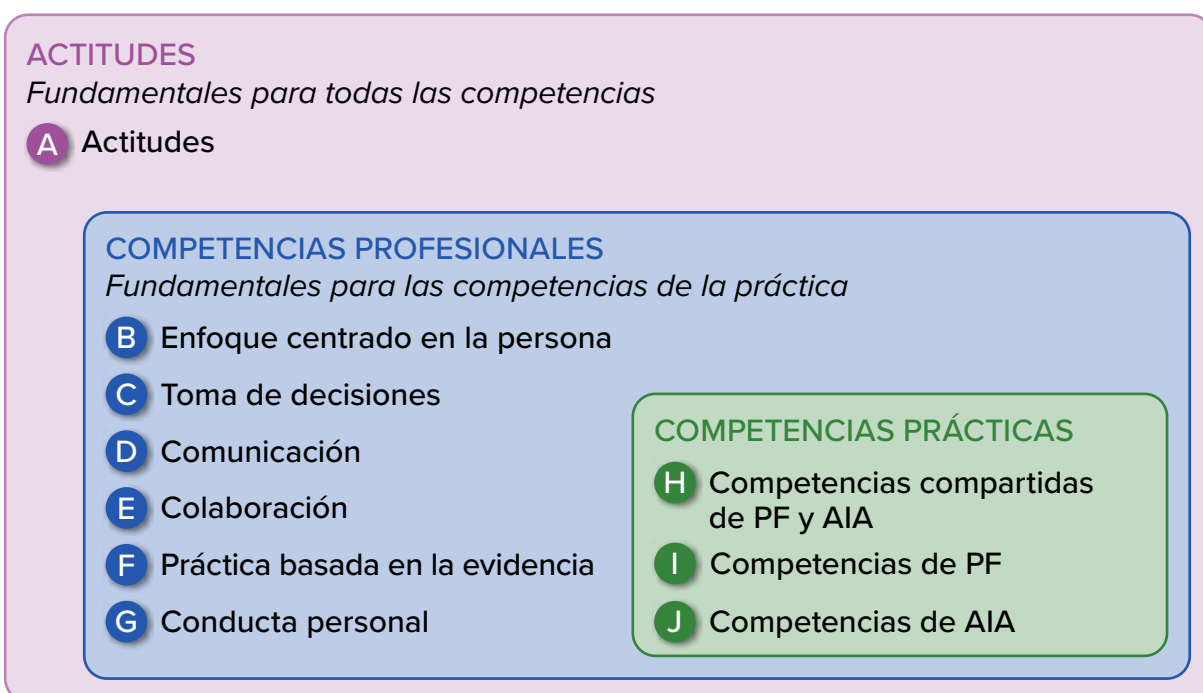 ACTITUDES
Fundamentales para todas las competencias
A Actitudes
COMPETENCIAS PROFESIONALES
Fundamentales para las competencias de la práctica
B Enfoque centrado en la persona
C Toma de decisiones
D Comunicación
E Colaboración
F Práctica basada en la evidencia
G Conducta personal
COMPETENCIAS PRÁCTICAS
H Competencias compartidas
de PF y AIA
I Competencias de PF
J Competencias de AIA